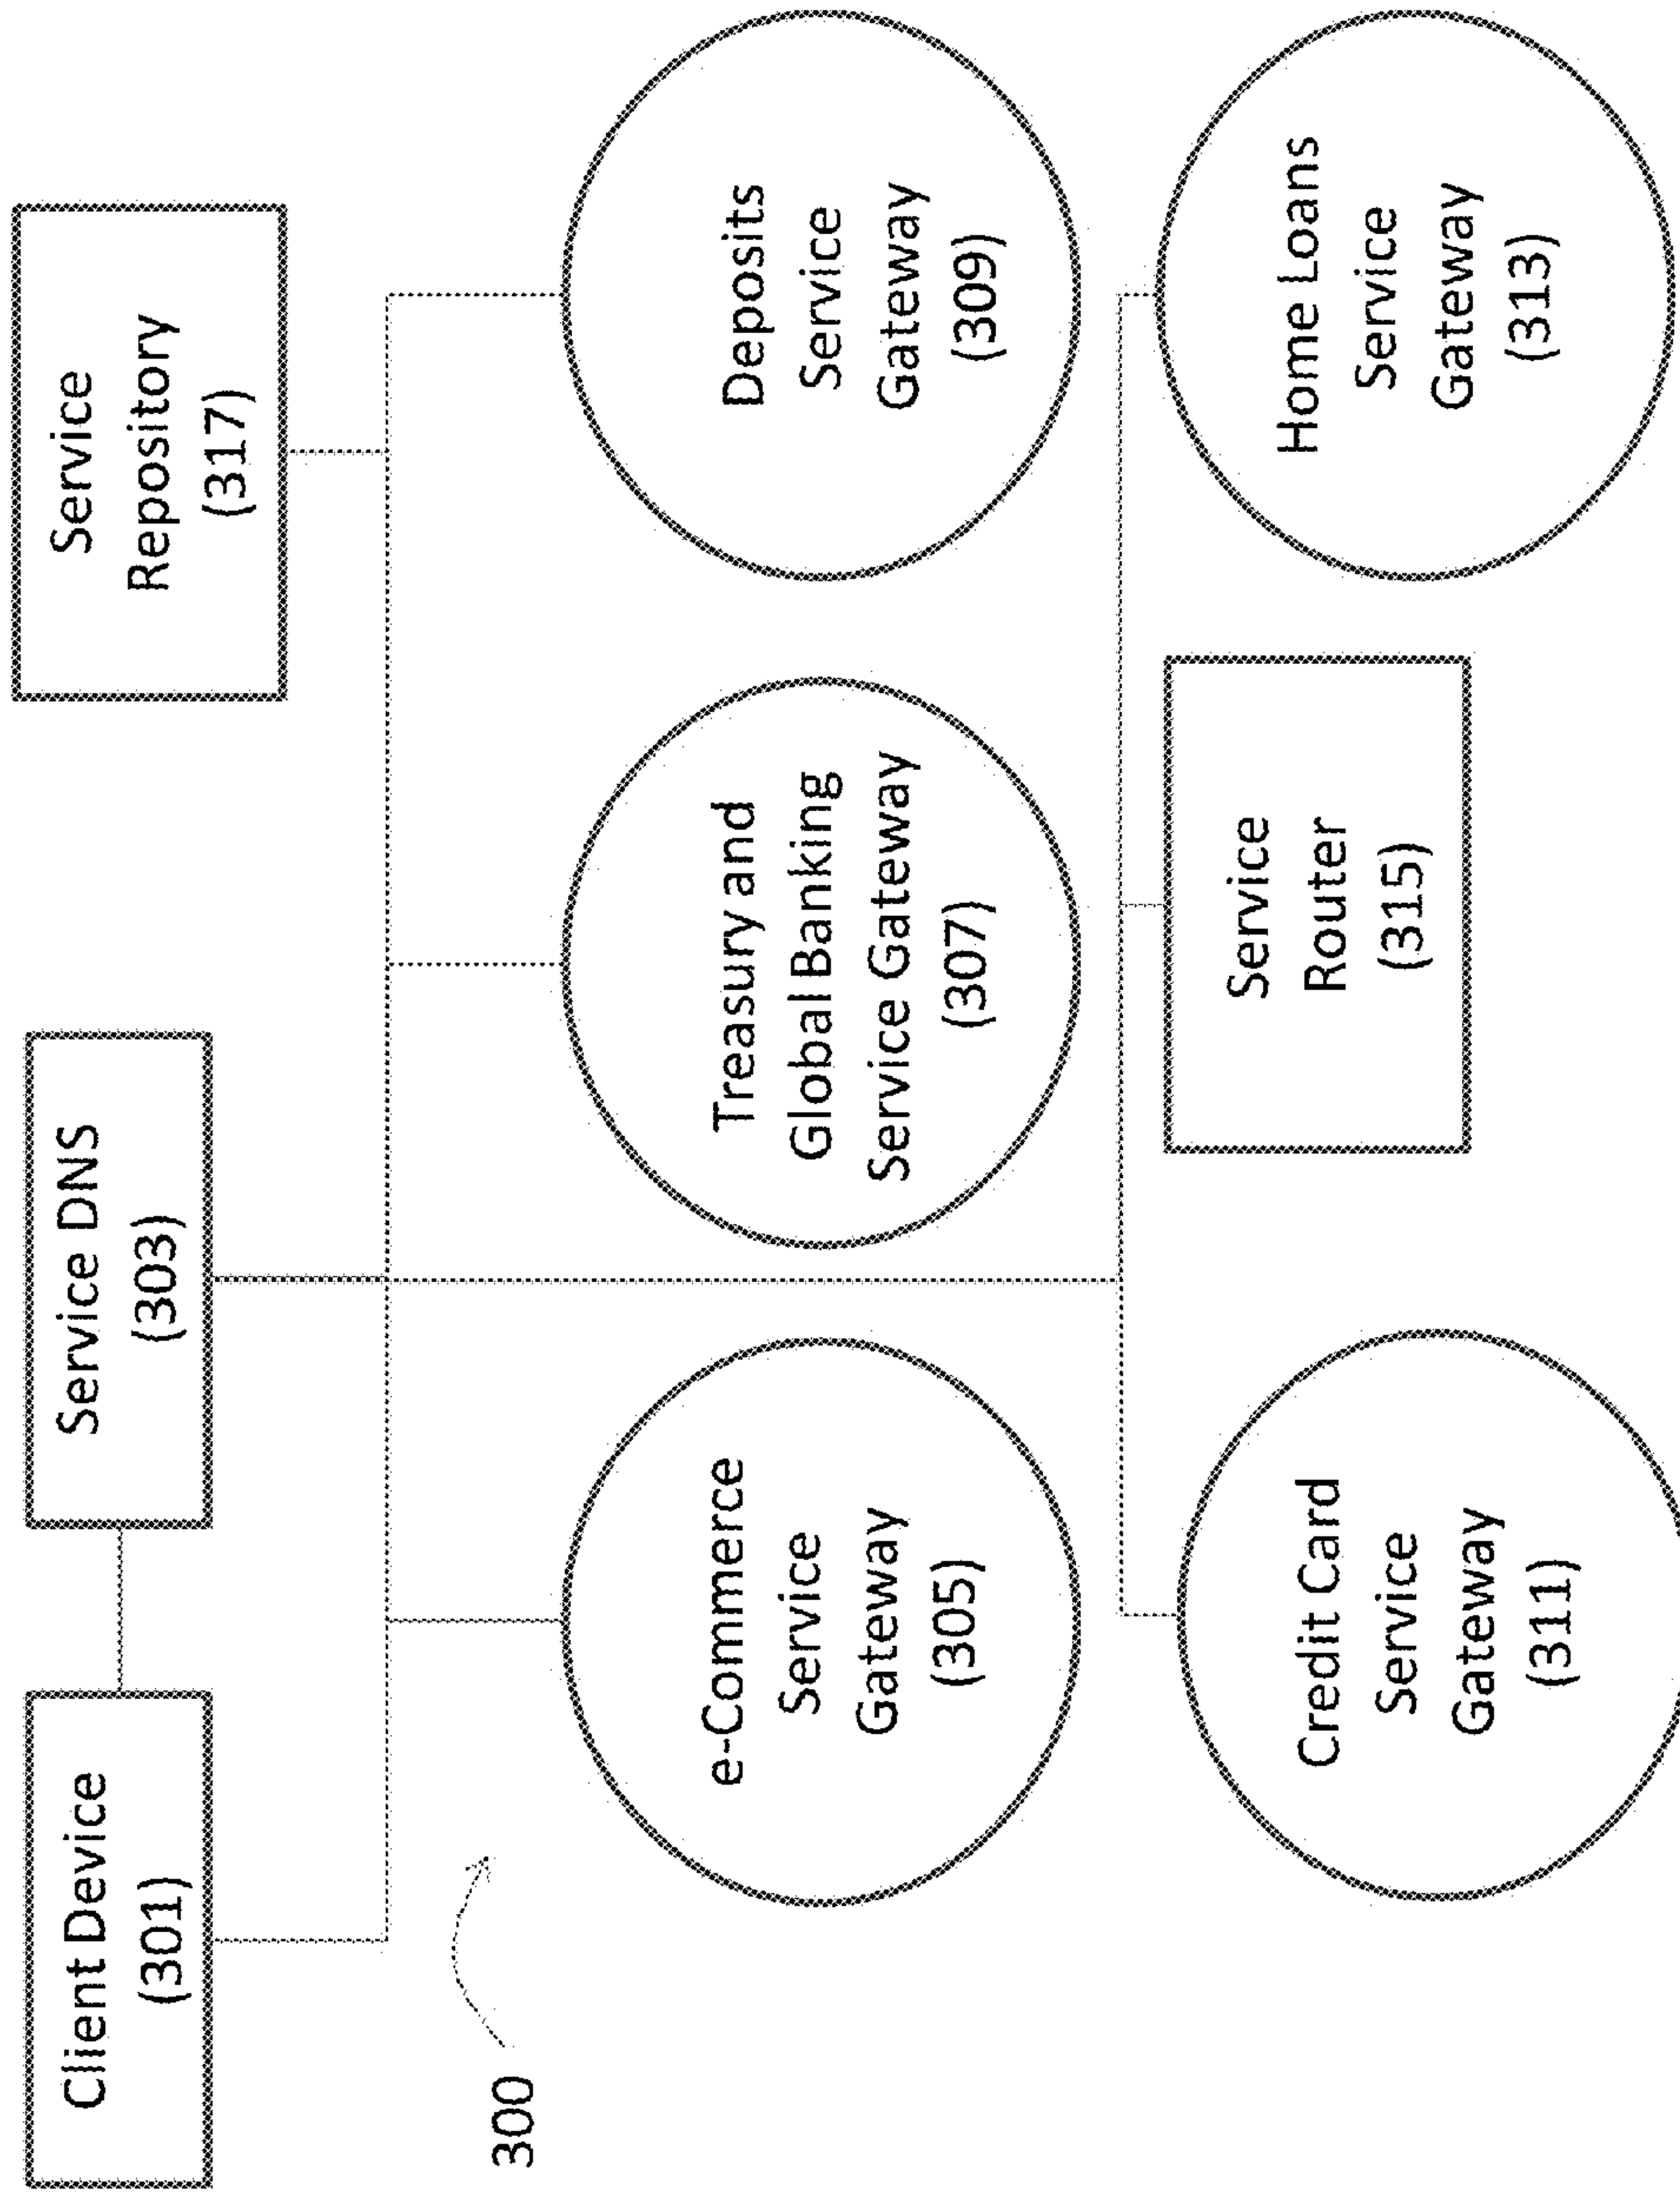 Client Device
(301)
Service DNS
(303)
Service
Repository
(317)
300
e-Commerce
Service
Gateway
(305)
Treasury and
Global Banking
Service Gateway
(307)
Deposits
Service
Gateway
(309)
Credit Card
Service
Gateway
(311)
Service
Router
(315)
Home Loans
Service
Gateway
(313)